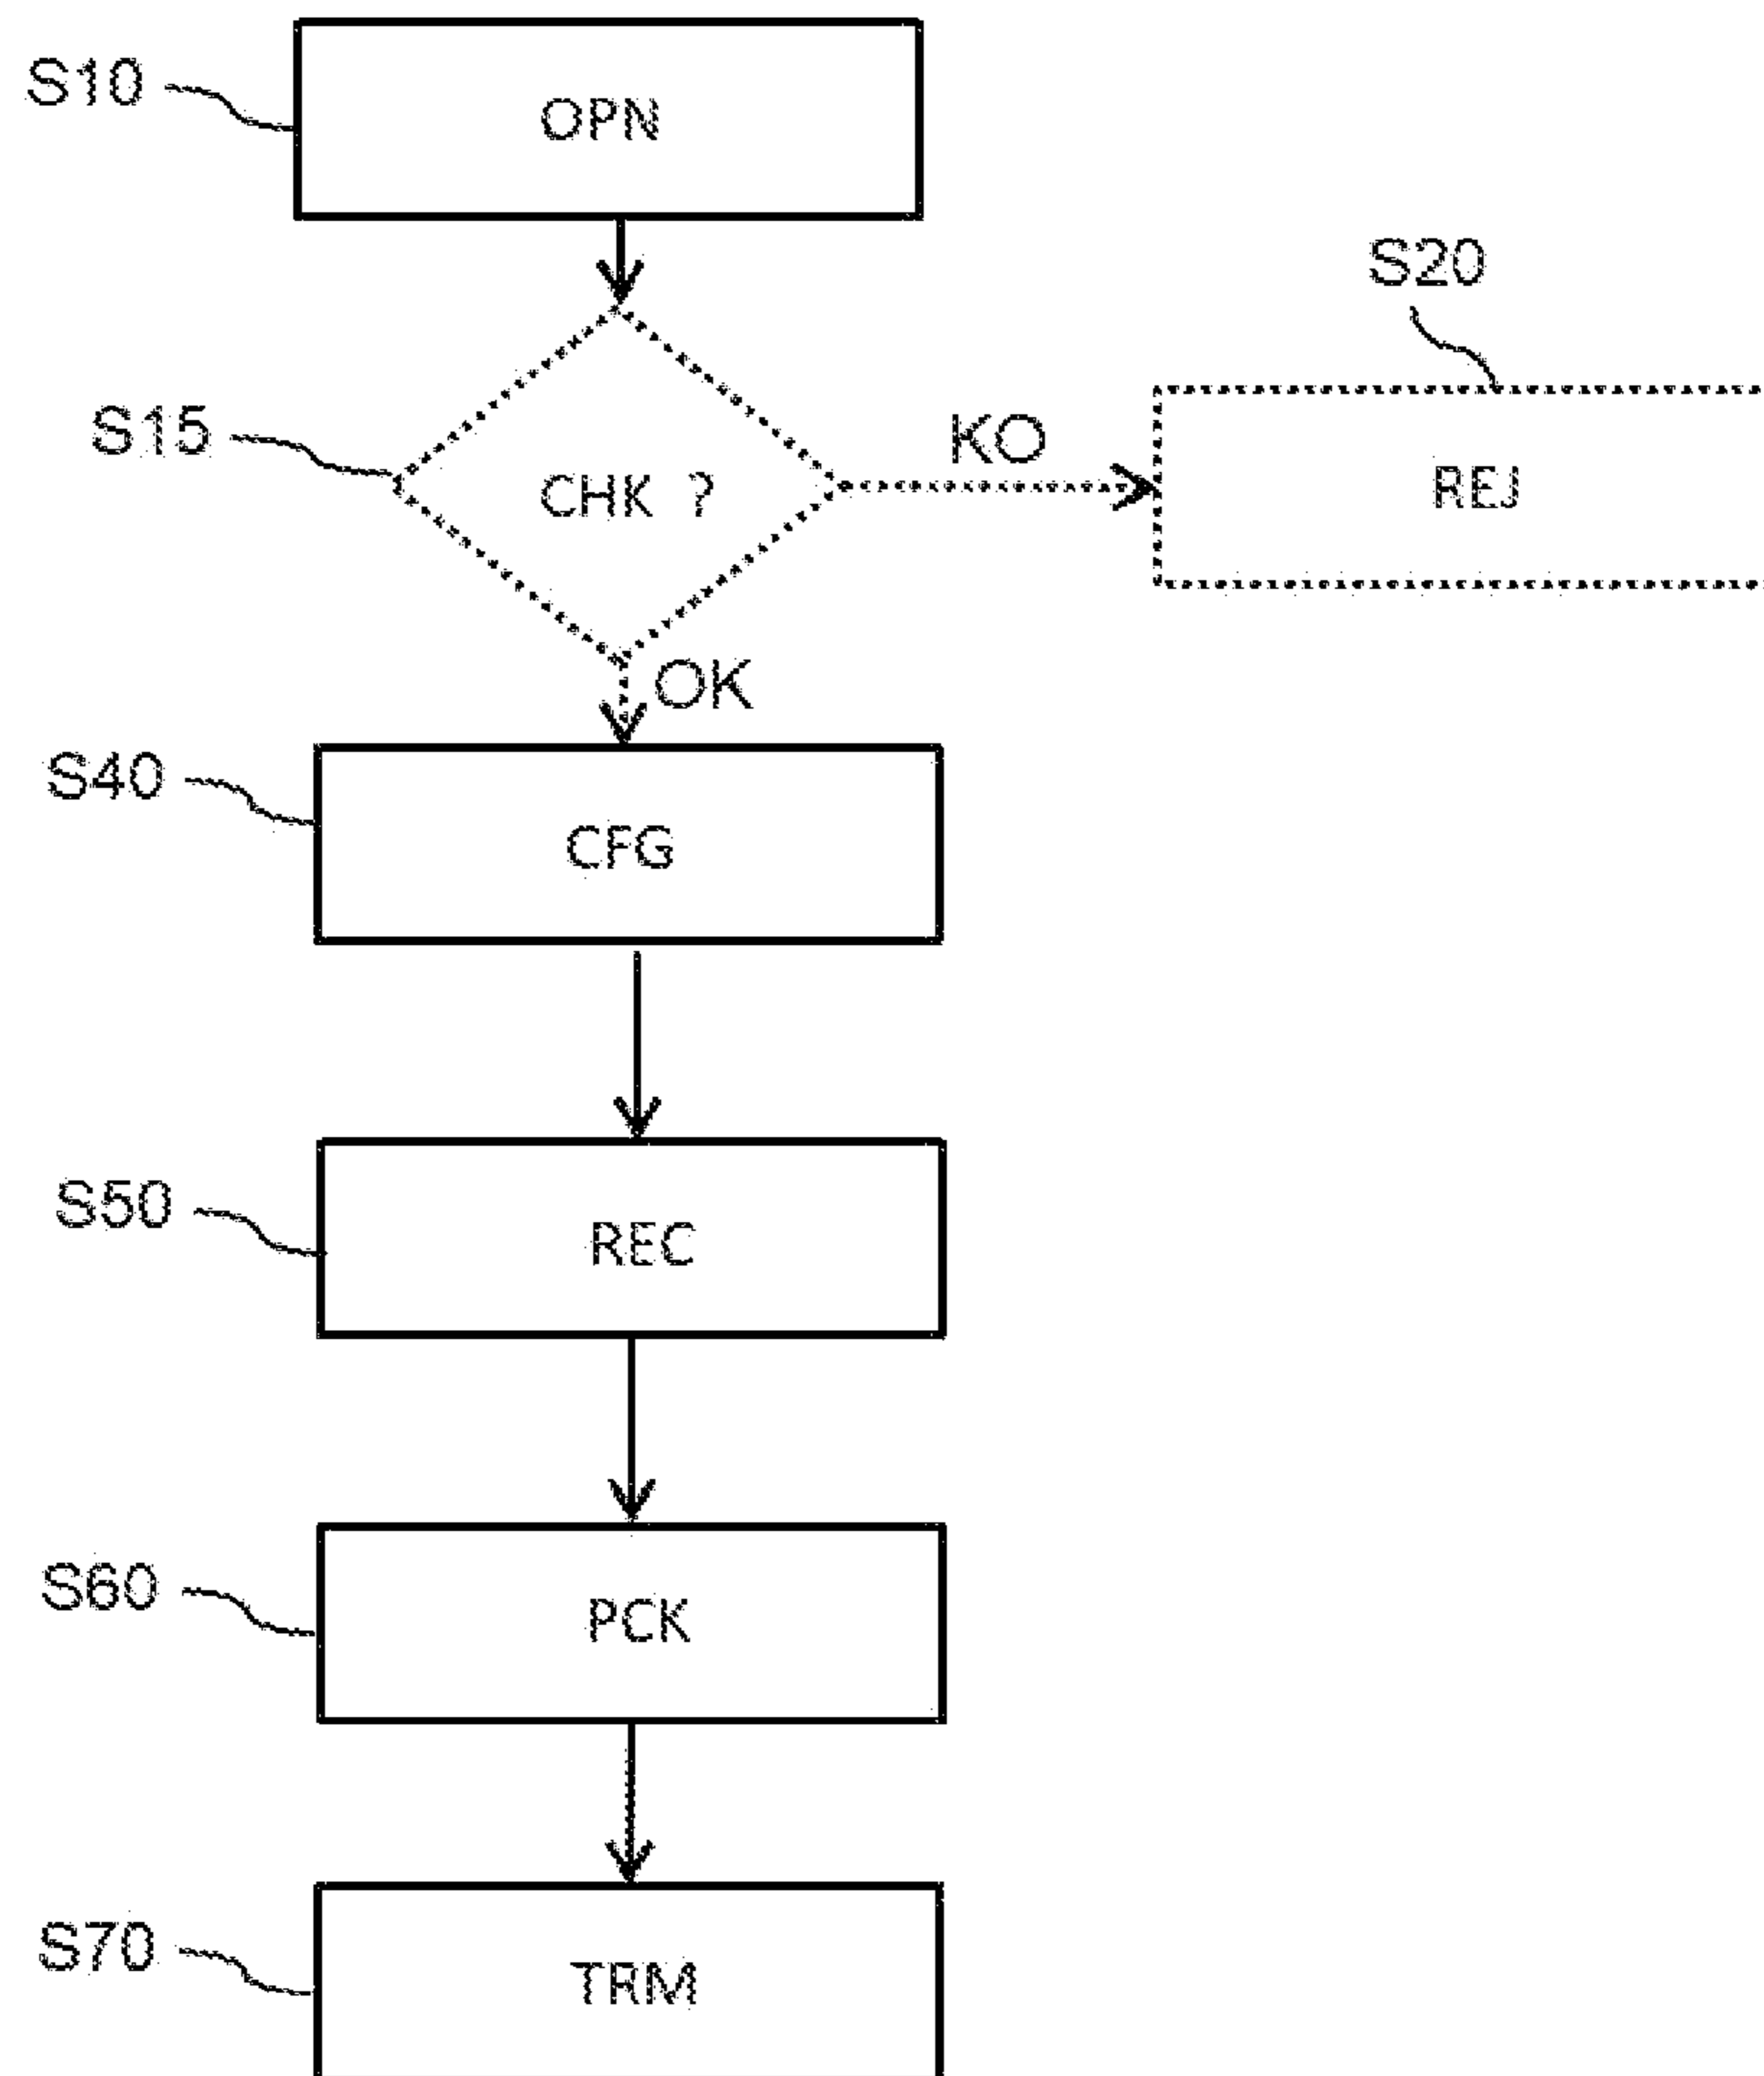 S10
OPN
S20
S15
KO
CHK ?
REJ
OK
S40
CFG
S50
REC
S60
PCK
S70
TRM